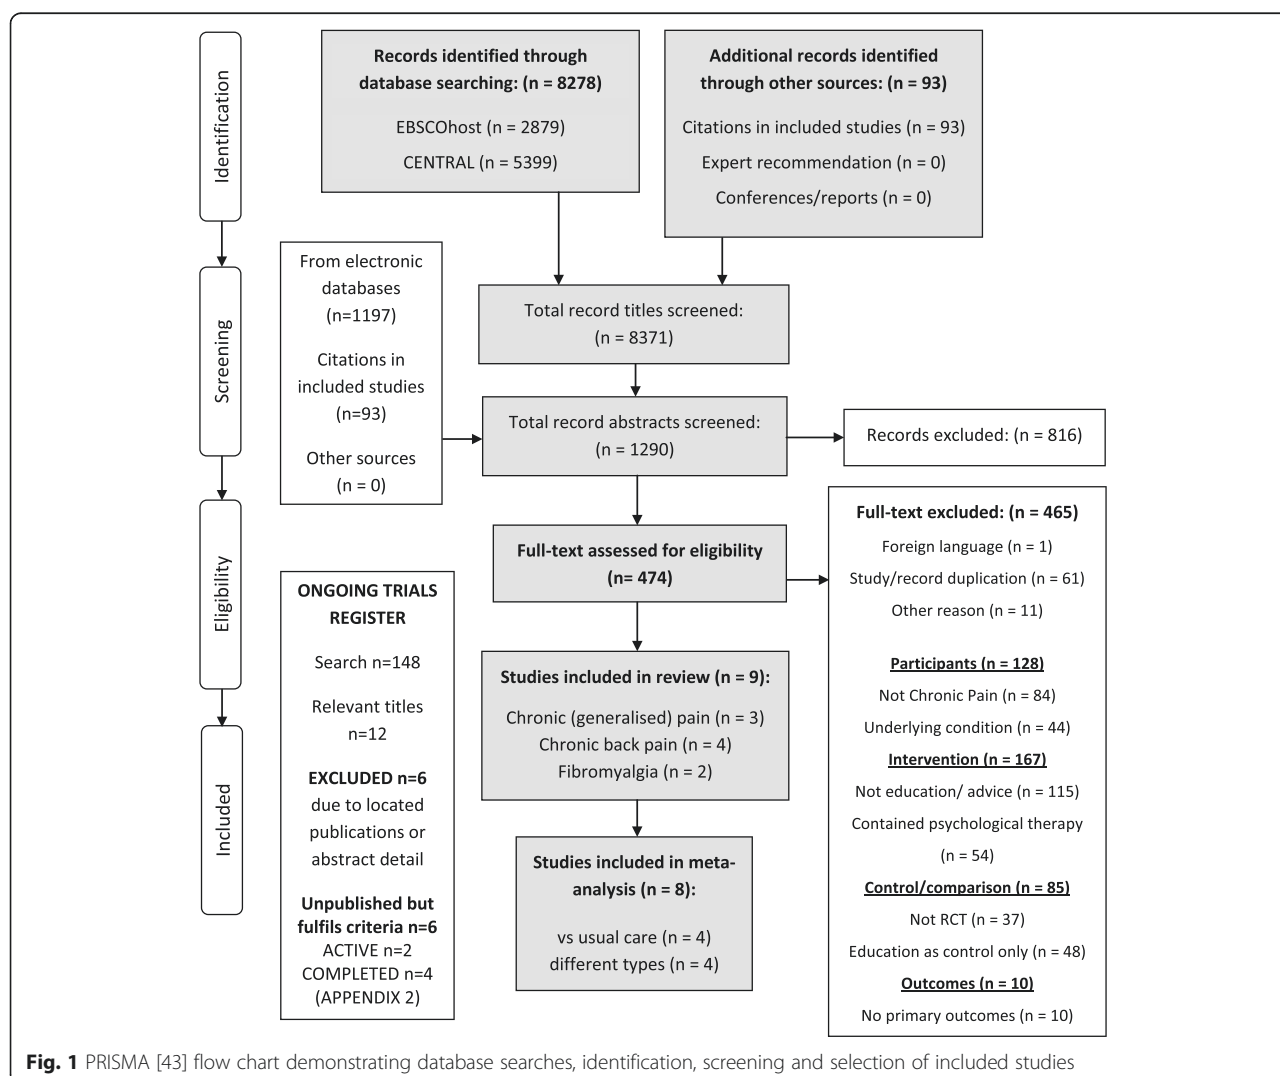 Identification
Screening
Eligibility
Included
Records identified through
database searching: (n = 8278)
EBSCOhost (n = 2879)
CENTRAL (n = 5399)
Additional records identified
through other sources: (n = 93)
Citations in included studies (n = 93)
Expert recommendation (n = 0)
Conferences/reports (n = 0)
From electronic
databases
(n=1197)
Citations in
included studies
(n=93)
Other sources
(n = 0)
Total record titles screened:
(n = 8371)
Total record abstracts screened:
(n = 1290)
Records excluded: (n = 816)
Full-text assessed for eligibility
(n= 474)
Full-text excluded: (n = 465)
Foreign language (n = 1)
Study/record duplication (n = 61)
Other reason (n = 11)
Participants (n = 128)
Not Chronic Pain (n = 84)
Underlying condition (n = 44)
Intervention (n = 167)
Not education/ advice (n = 115)
Contained psychological therapy
(n = 54)
Control/comparison (n = 85)
Not RCT (n = 37)
Education as control only (n = 48)
Outcomes (n = 10)
No primary outcomes (n = 10)
ONGOING TRIALS
REGISTER
Search n=148
Relevant titles
n=12
EXCLUDED n=6
due to located
publications or
abstract detail
Unpublished but
fulfils criteria n=6
ACTIVE n=2
COMPLETED n=4
(APPENDIX 2)
Studies included in review (n = 9):
Chronic (generalised) pain (n = 3)
Chronic back pain (n = 4)
Fibromyalgia (n = 2)
Studies included in meta-
analysis (n = 8):
vs usual care (n = 4)
different types (n = 4)
Fig. 1 PRISMA [43] flow chart demonstrating database searches, identification, screening and selection of included studies